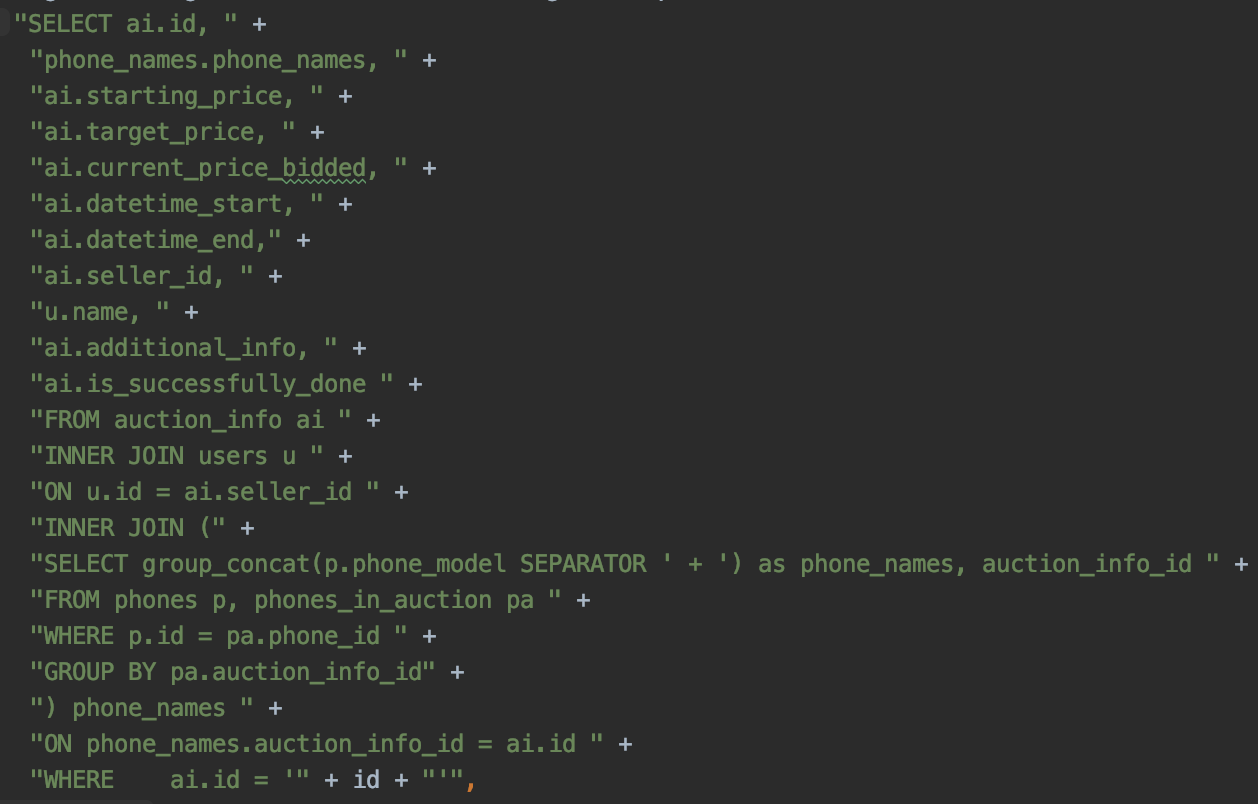 "SELECT ai.id, " +
"phone_names.phone_names, " +
"ai.starting_price, " +
"ai.target_price, " +
"ai.current_price_bidded, " +
"ai.datetime_start, " +
"ai.datetime_end," +
"ai.seller_id, " +
"u.name, " +
"ai.additional_info, " +
"ai.is_successfully_done " +
"FROM auction_info ai " +
"INNER JOIN users u " +
"ON u.id = ai.seller_id " +
"INNER JOIN (" +
"SELECT group_concat(p.phone_model SEPARATOR ' + ') as phone_names, auction_info_id " +
"FROM phones p, phones_in_auction pa " +
"WHERE p.id = pa.phone_id " +
"GROUP BY pa.auction_info_id" +
") phone_names " +
"ON phone_names.auction_info_id = ai.id " +
"WHERE    ai.id = '" + id + "'",